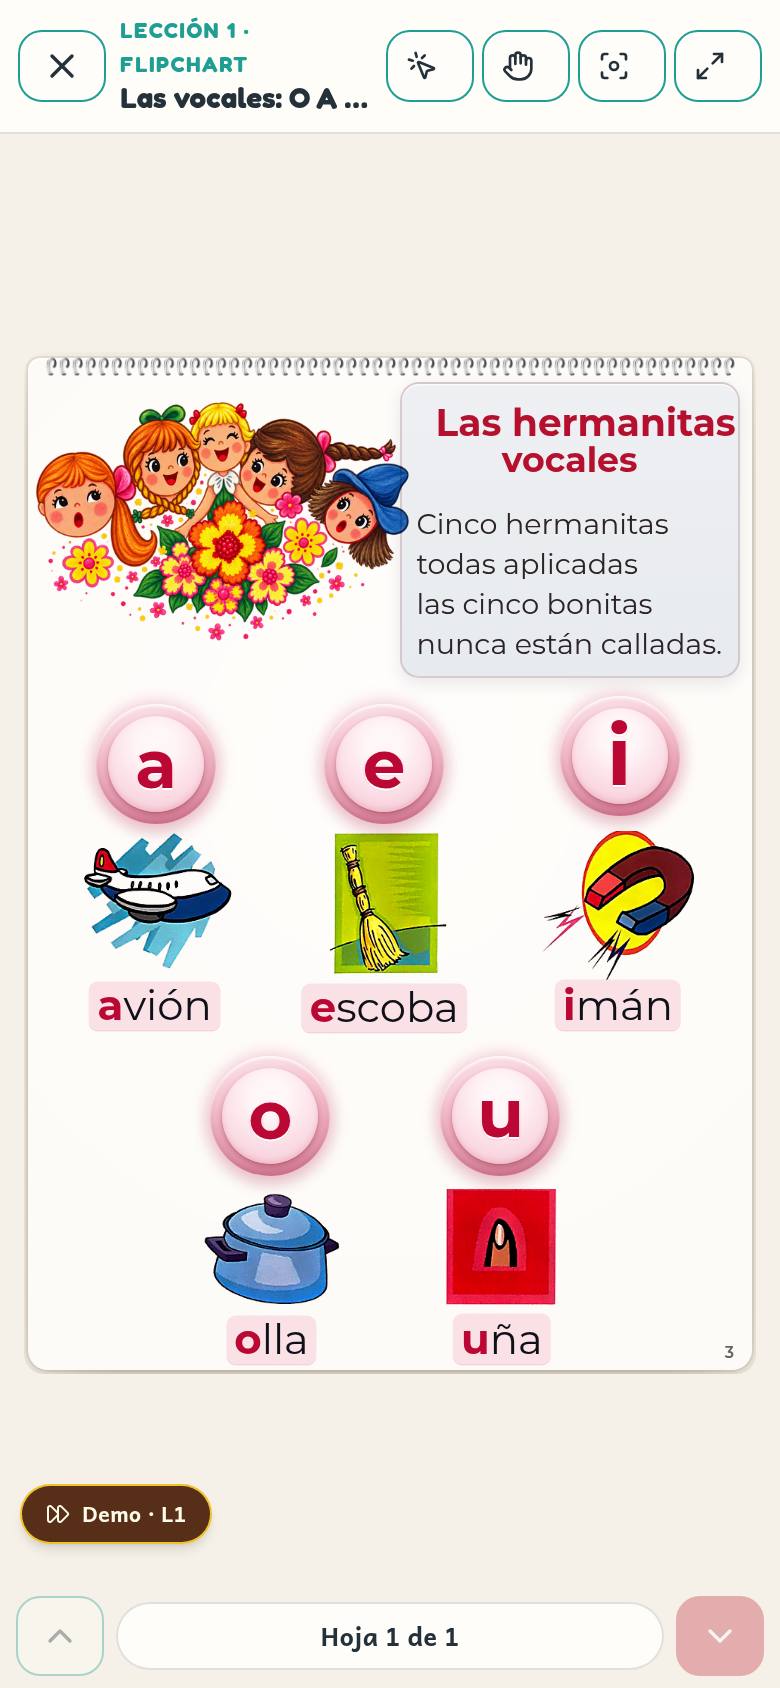 LECCIÓN 1 ·
FLIPCHART
Las vocales: O A ...
Las hermanitas
vocales
Cinco hermanitas
todas aplicadas
las cinco bonitas
nunca están calladas.
a e i
avión escoba imán
o u
olla uña
3
Demo · L1
Hoja 1 de 1